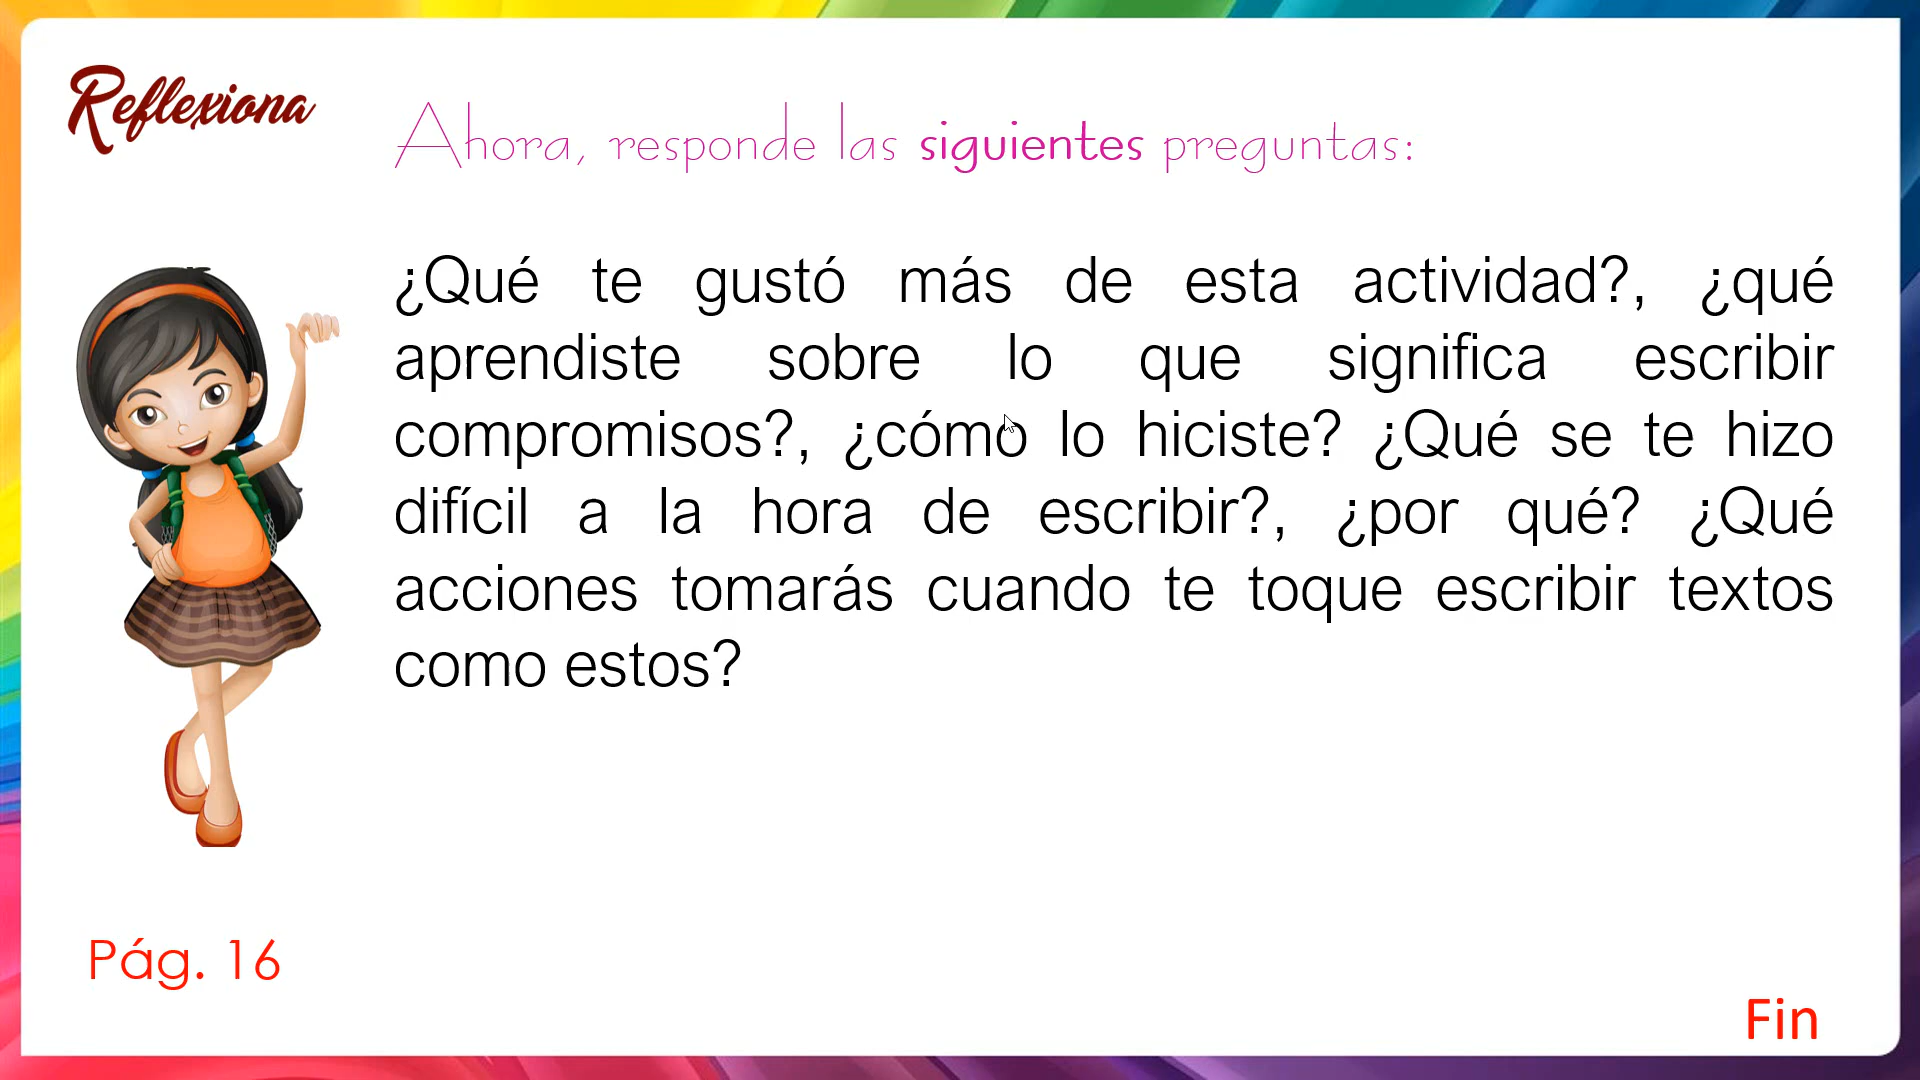 Reflexiona
Ahora, responde las siguientes preguntas:
¿Qué te gustó más de esta actividad?, ¿qué
aprendiste sobre lo que significa escribir
compromisos?, ¿cómo lo hiciste? ¿Qué se te hizo
difícil a la hora de escribir?, ¿por qué? ¿Qué
acciones tomarás cuando te toque escribir textos
como estos?
Pág. 16
Fin